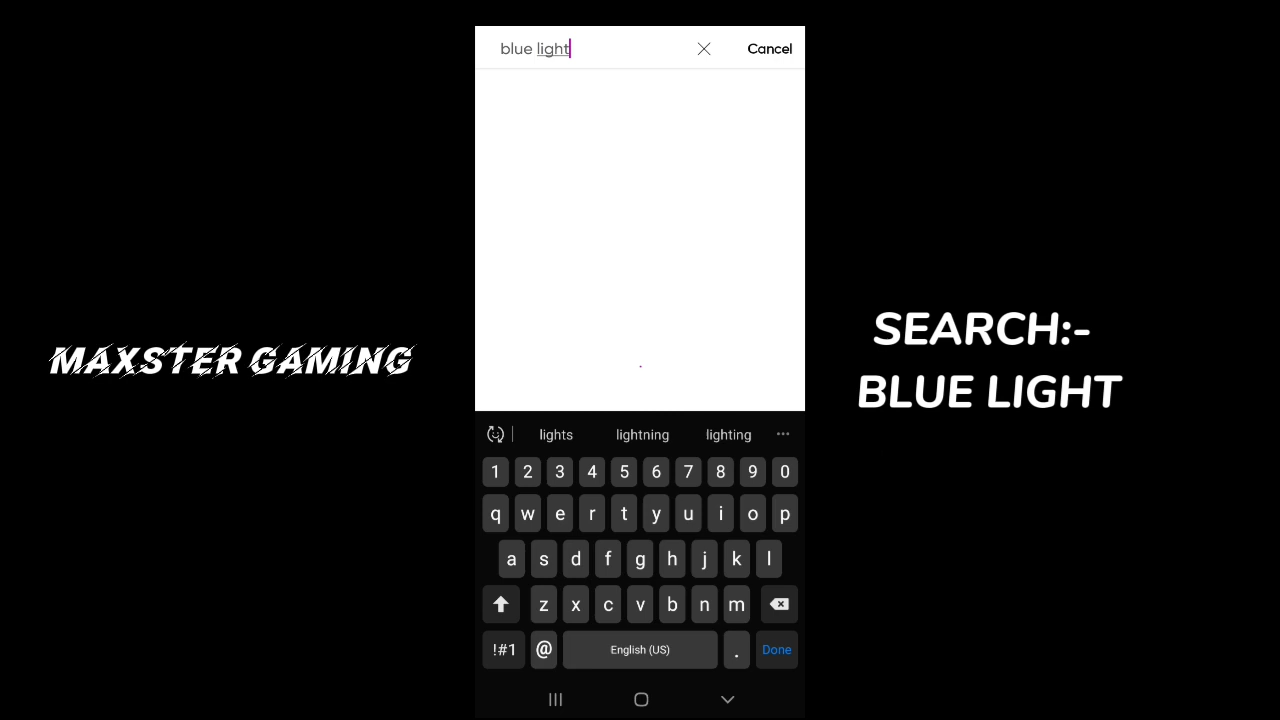 blue light
Cancel
MAXSTER GAMING
SEARCH:-
BLUE LIGHT
lights lightning lighting
1 2 3 4 5 6 7 8 9 0
q w e r t y u i o p
a s d f g h j k l
z x c v b n m
!#1 @ English (US) . Done